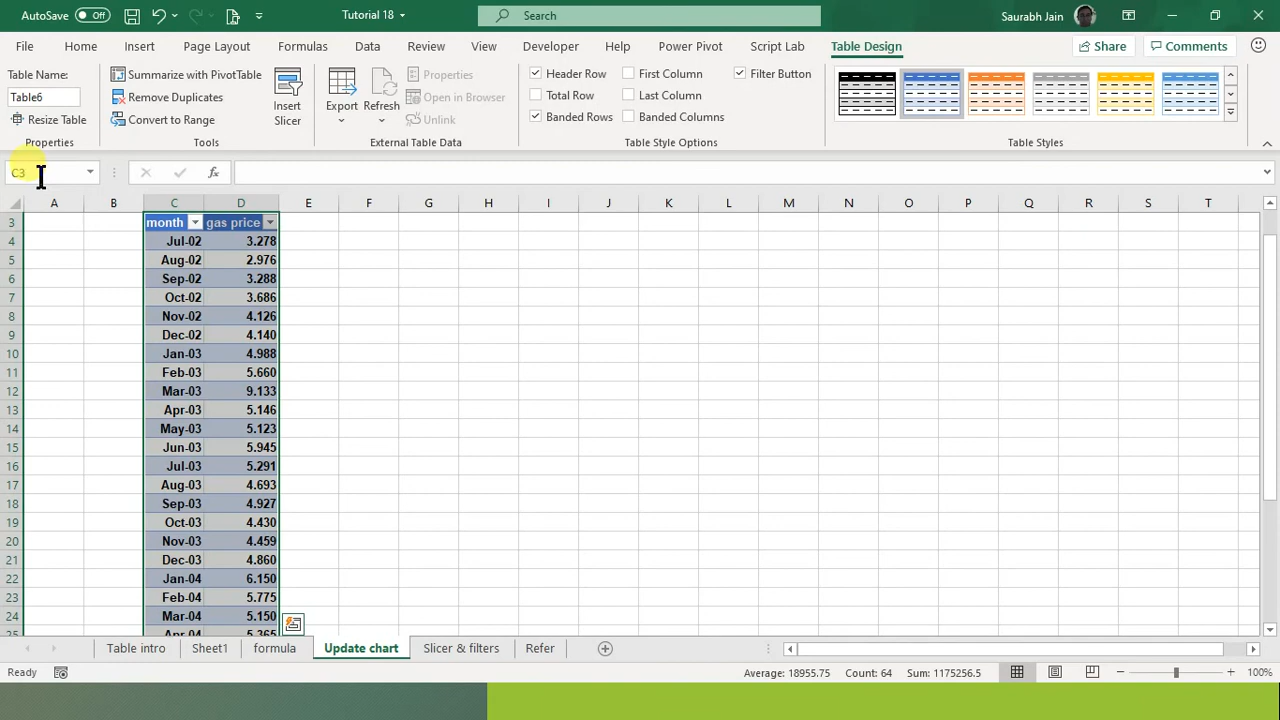 AutoSave Off Tutorial 18 Search Saurabh Jain
File Home Insert Page Layout Formulas Data Review View Developer Help Power Pivot Script Lab Table Design Share Comments
Table Name:
Table6
Resize Table
Properties
Summarize with PivotTable
Remove Duplicates
Convert to Range
Insert
Slicer
Tools
Export Refresh
Properties
Open in Browser
Unlink
External Table Data
Header Row First Column Filter Button
Total Row Last Column
Banded Rows Banded Columns
Table Style Options
Table Styles
C3 fx
A B C D E F G H I J K L M N O P Q R S T
3 month gas price
4 Jul-02 3.278
5 Aug-02 2.976
6 Sep-02 3.288
7 Oct-02 3.686
8 Nov-02 4.126
9 Dec-02 4.140
10 Jan-03 4.988
11 Feb-03 5.660
12 Mar-03 9.133
13 Apr-03 5.146
14 May-03 5.123
15 Jun-03 5.945
16 Jul-03 5.291
17 Aug-03 4.693
18 Sep-03 4.927
19 Oct-03 4.430
20 Nov-03 4.459
21 Dec-03 4.860
22 Jan-04 6.150
23 Feb-04 5.775
24 Mar-04 5.150
25 Apr-04 5.365
Table intro Sheet1 formula Update chart Slicer & filters Refer
Ready Average: 18955.75 Count: 64 Sum: 1175256.5 100%